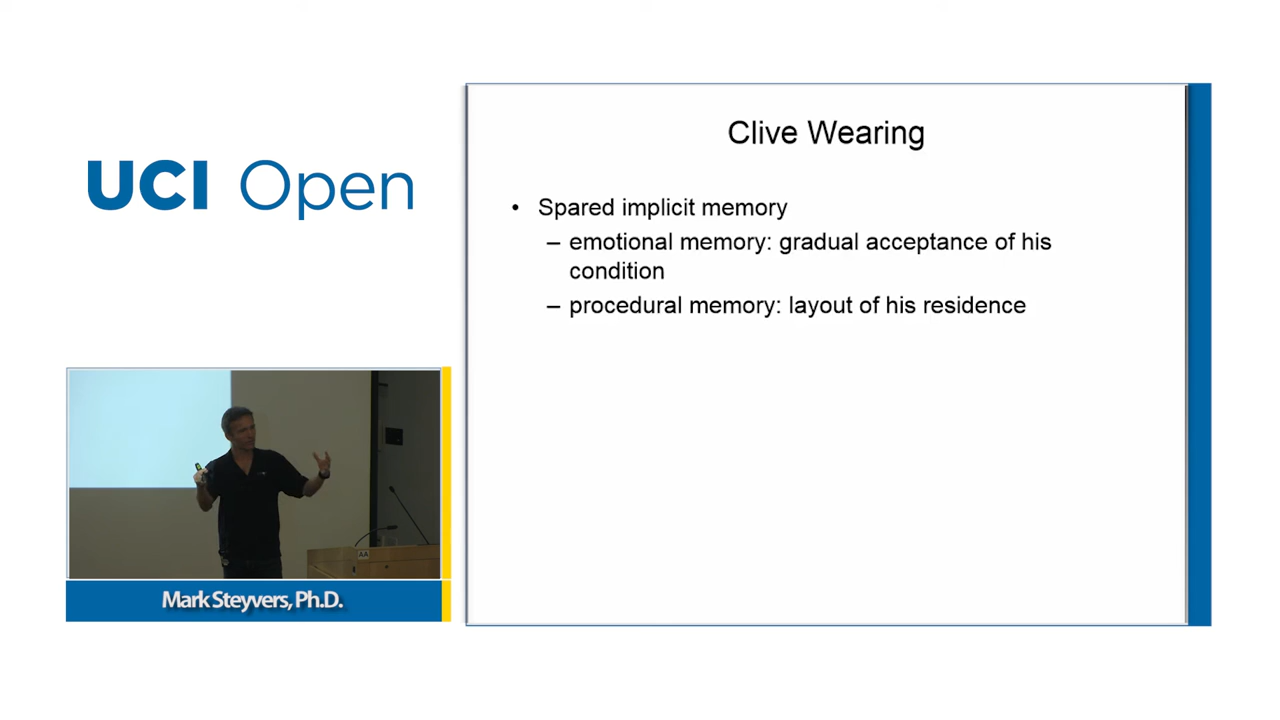 UCI Open
Clive Wearing
• Spared implicit memory
– emotional memory: gradual acceptance of his
condition
– procedural memory: layout of his residence
AA
Mark Steyvers, Ph.D.